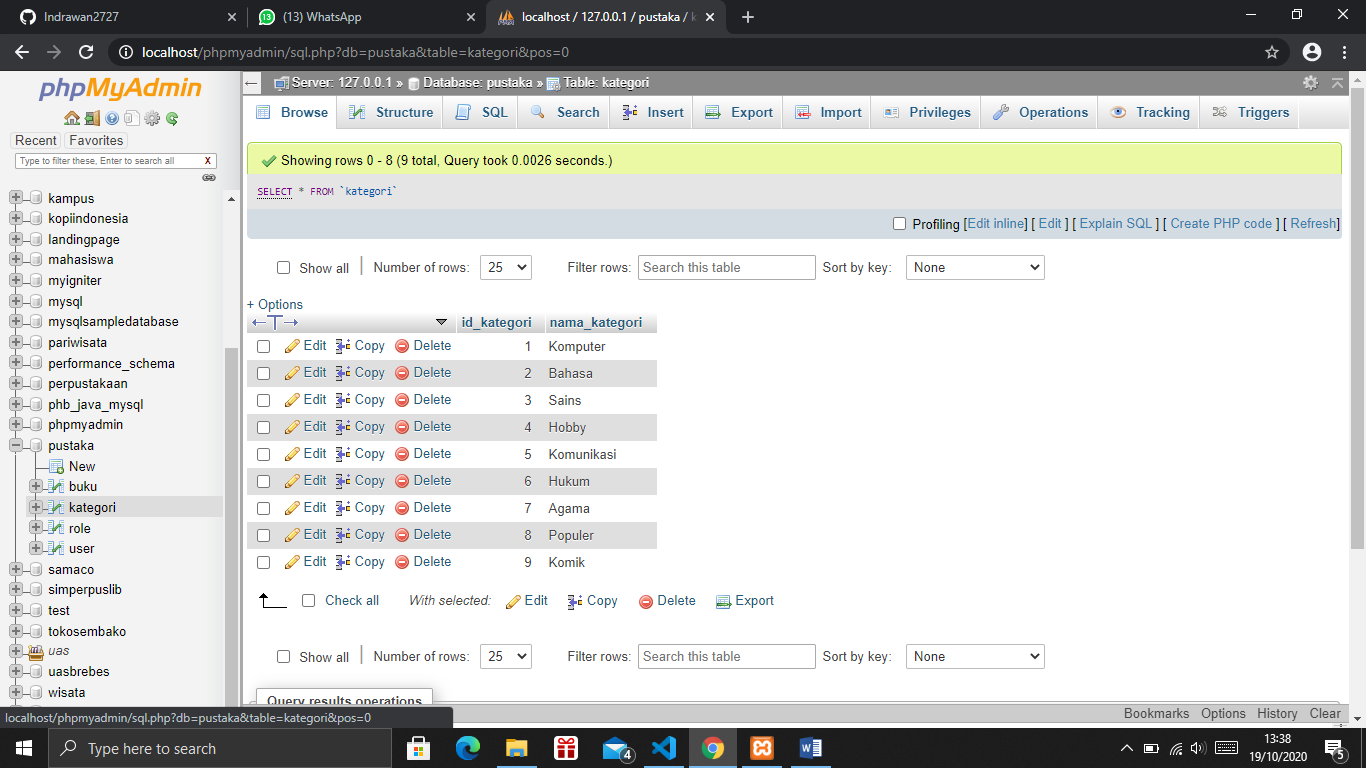 Indrawan2727
(13) WhatsApp
localhost / 127.0.0.1 / pustaka / k
localhost/phpmyadmin/sql.php?db=pustaka&table=kategori&pos=0
phpMyAdmin
Recent Favorites
Type to filter these, Enter to search all X
kampus
kopiindonesia
landingpage
mahasiswa
myigniter
mysql
mysqlsampledatabase
pariwisata
performance_schema
perpustakaan
phb_java_mysql
phpmyadmin
pustaka
New
buku
kategori
role
user
samaco
simperpuslib
test
tokosembako
uas
uasbrebes
wisata
Server: 127.0.0.1 » Database: pustaka » Table: kategori
Browse Structure SQL Search Insert Export Import Privileges Operations Tracking Triggers
Showing rows 0 - 8 (9 total, Query took 0.0026 seconds.)
SELECT * FROM `kategori`
Profiling [Edit inline] [ Edit ] [ Explain SQL ] [ Create PHP code ] [ Refresh]
Show all | Number of rows: 25 Filter rows: Search this table Sort by key: None
+ Options
←T→ id_kategori nama_kategori
Edit Copy Delete 1 Komputer
Edit Copy Delete 2 Bahasa
Edit Copy Delete 3 Sains
Edit Copy Delete 4 Hobby
Edit Copy Delete 5 Komunikasi
Edit Copy Delete 6 Hukum
Edit Copy Delete 7 Agama
Edit Copy Delete 8 Populer
Edit Copy Delete 9 Komik
Check all With selected: Edit Copy Delete Export
Show all | Number of rows: 25 Filter rows: Search this table Sort by key: None
Query results operations
localhost/phpmyadmin/sql.php?db=pustaka&table=kategori&pos=0
Bookmarks Options History Clear
Type here to search
4
13:38
19/10/2020
5